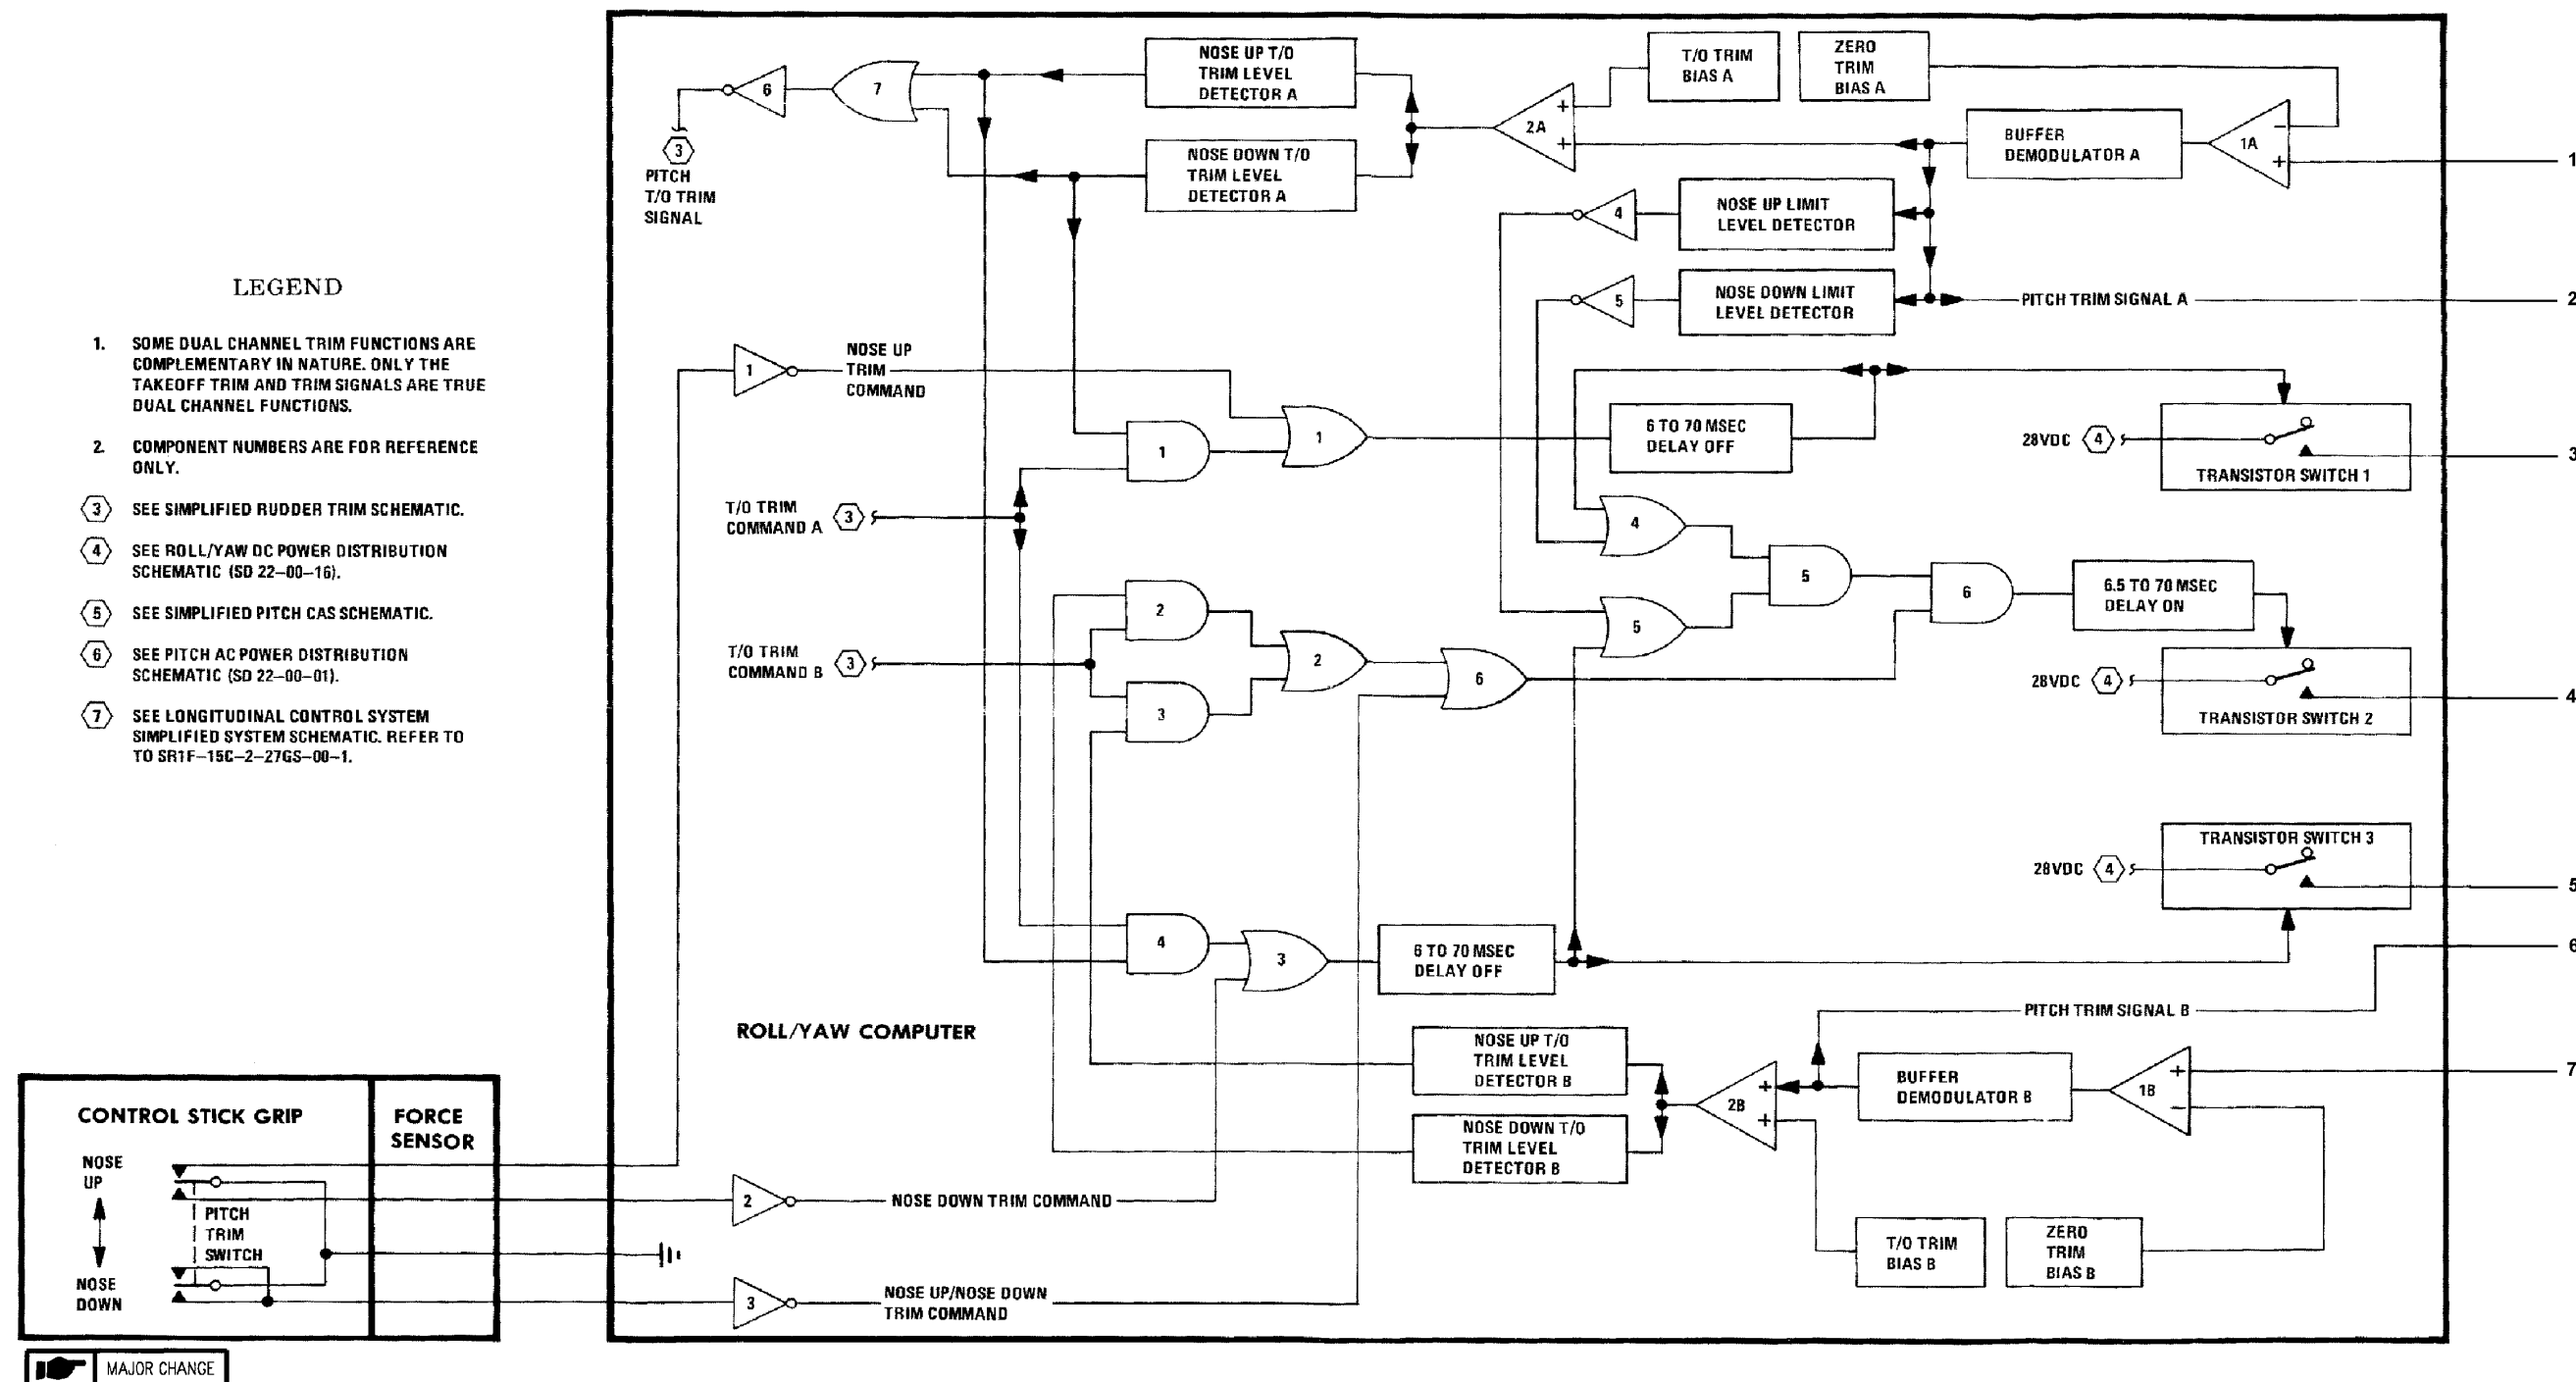 LEGEND
1. SOME DUAL CHANNEL TRIM FUNCTIONS ARE
COMPLEMENTARY IN NATURE. ONLY THE
TAKEOFF TRIM AND TRIM SIGNALS ARE TRUE
DUAL CHANNEL FUNCTIONS.
2. COMPONENT NUMBERS ARE FOR REFERENCE
ONLY.
3 SEE SIMPLIFIED RUDDER TRIM SCHEMATIC.
4 SEE ROLL/YAW DC POWER DISTRIBUTION
SCHEMATIC (SD 22-00-16).
5 SEE SIMPLIFIED PITCH CAS SCHEMATIC.
6 SEE PITCH AC POWER DISTRIBUTION
SCHEMATIC (SD 22-00-01).
7 SEE LONGITUDINAL CONTROL SYSTEM
SIMPLIFIED SYSTEM SCHEMATIC. REFER TO
TO SR1F-15C-2-27GS-00-1.
CONTROL STICK GRIP
FORCE
SENSOR
NOSE
UP
PITCH
TRIM
SWITCH
NOSE
DOWN
MAJOR CHANGE
6
7
3
PITCH
T/O TRIM
SIGNAL
NOSE UP T/O
TRIM LEVEL
DETECTOR A
NOSE DOWN T/O
TRIM LEVEL
DETECTOR A
2A
+
+
T/O TRIM
BIAS A
ZERO
TRIM
BIAS A
BUFFER
DEMODULATOR A
1A
−
+
1
4
NOSE UP LIMIT
LEVEL DETECTOR
5
NOSE DOWN LIMIT
LEVEL DETECTOR
PITCH TRIM SIGNAL A
2
1
NOSE UP
TRIM
COMMAND
1
1
6 TO 70 MSEC
DELAY OFF
28VDC 4
TRANSISTOR SWITCH 1
3
T/O TRIM
COMMAND A 3
4
5
5
6
6.5 TO 70 MSEC
DELAY ON
2
T/O TRIM
COMMAND B 3
3
2
6
28VDC 4
TRANSISTOR SWITCH 2
4
TRANSISTOR SWITCH 3
28VDC 4
5
4
3
6 TO 70 MSEC
DELAY OFF
6
ROLL/YAW COMPUTER
PITCH TRIM SIGNAL B
NOSE UP T/O
TRIM LEVEL
DETECTOR B
NOSE DOWN T/O
TRIM LEVEL
DETECTOR B
2B
+
+
BUFFER
DEMODULATOR B
1B
+
−
7
2
NOSE DOWN TRIM COMMAND
T/O TRIM
BIAS B
ZERO
TRIM
BIAS B
3
NOSE UP/NOSE DOWN
TRIM COMMAND